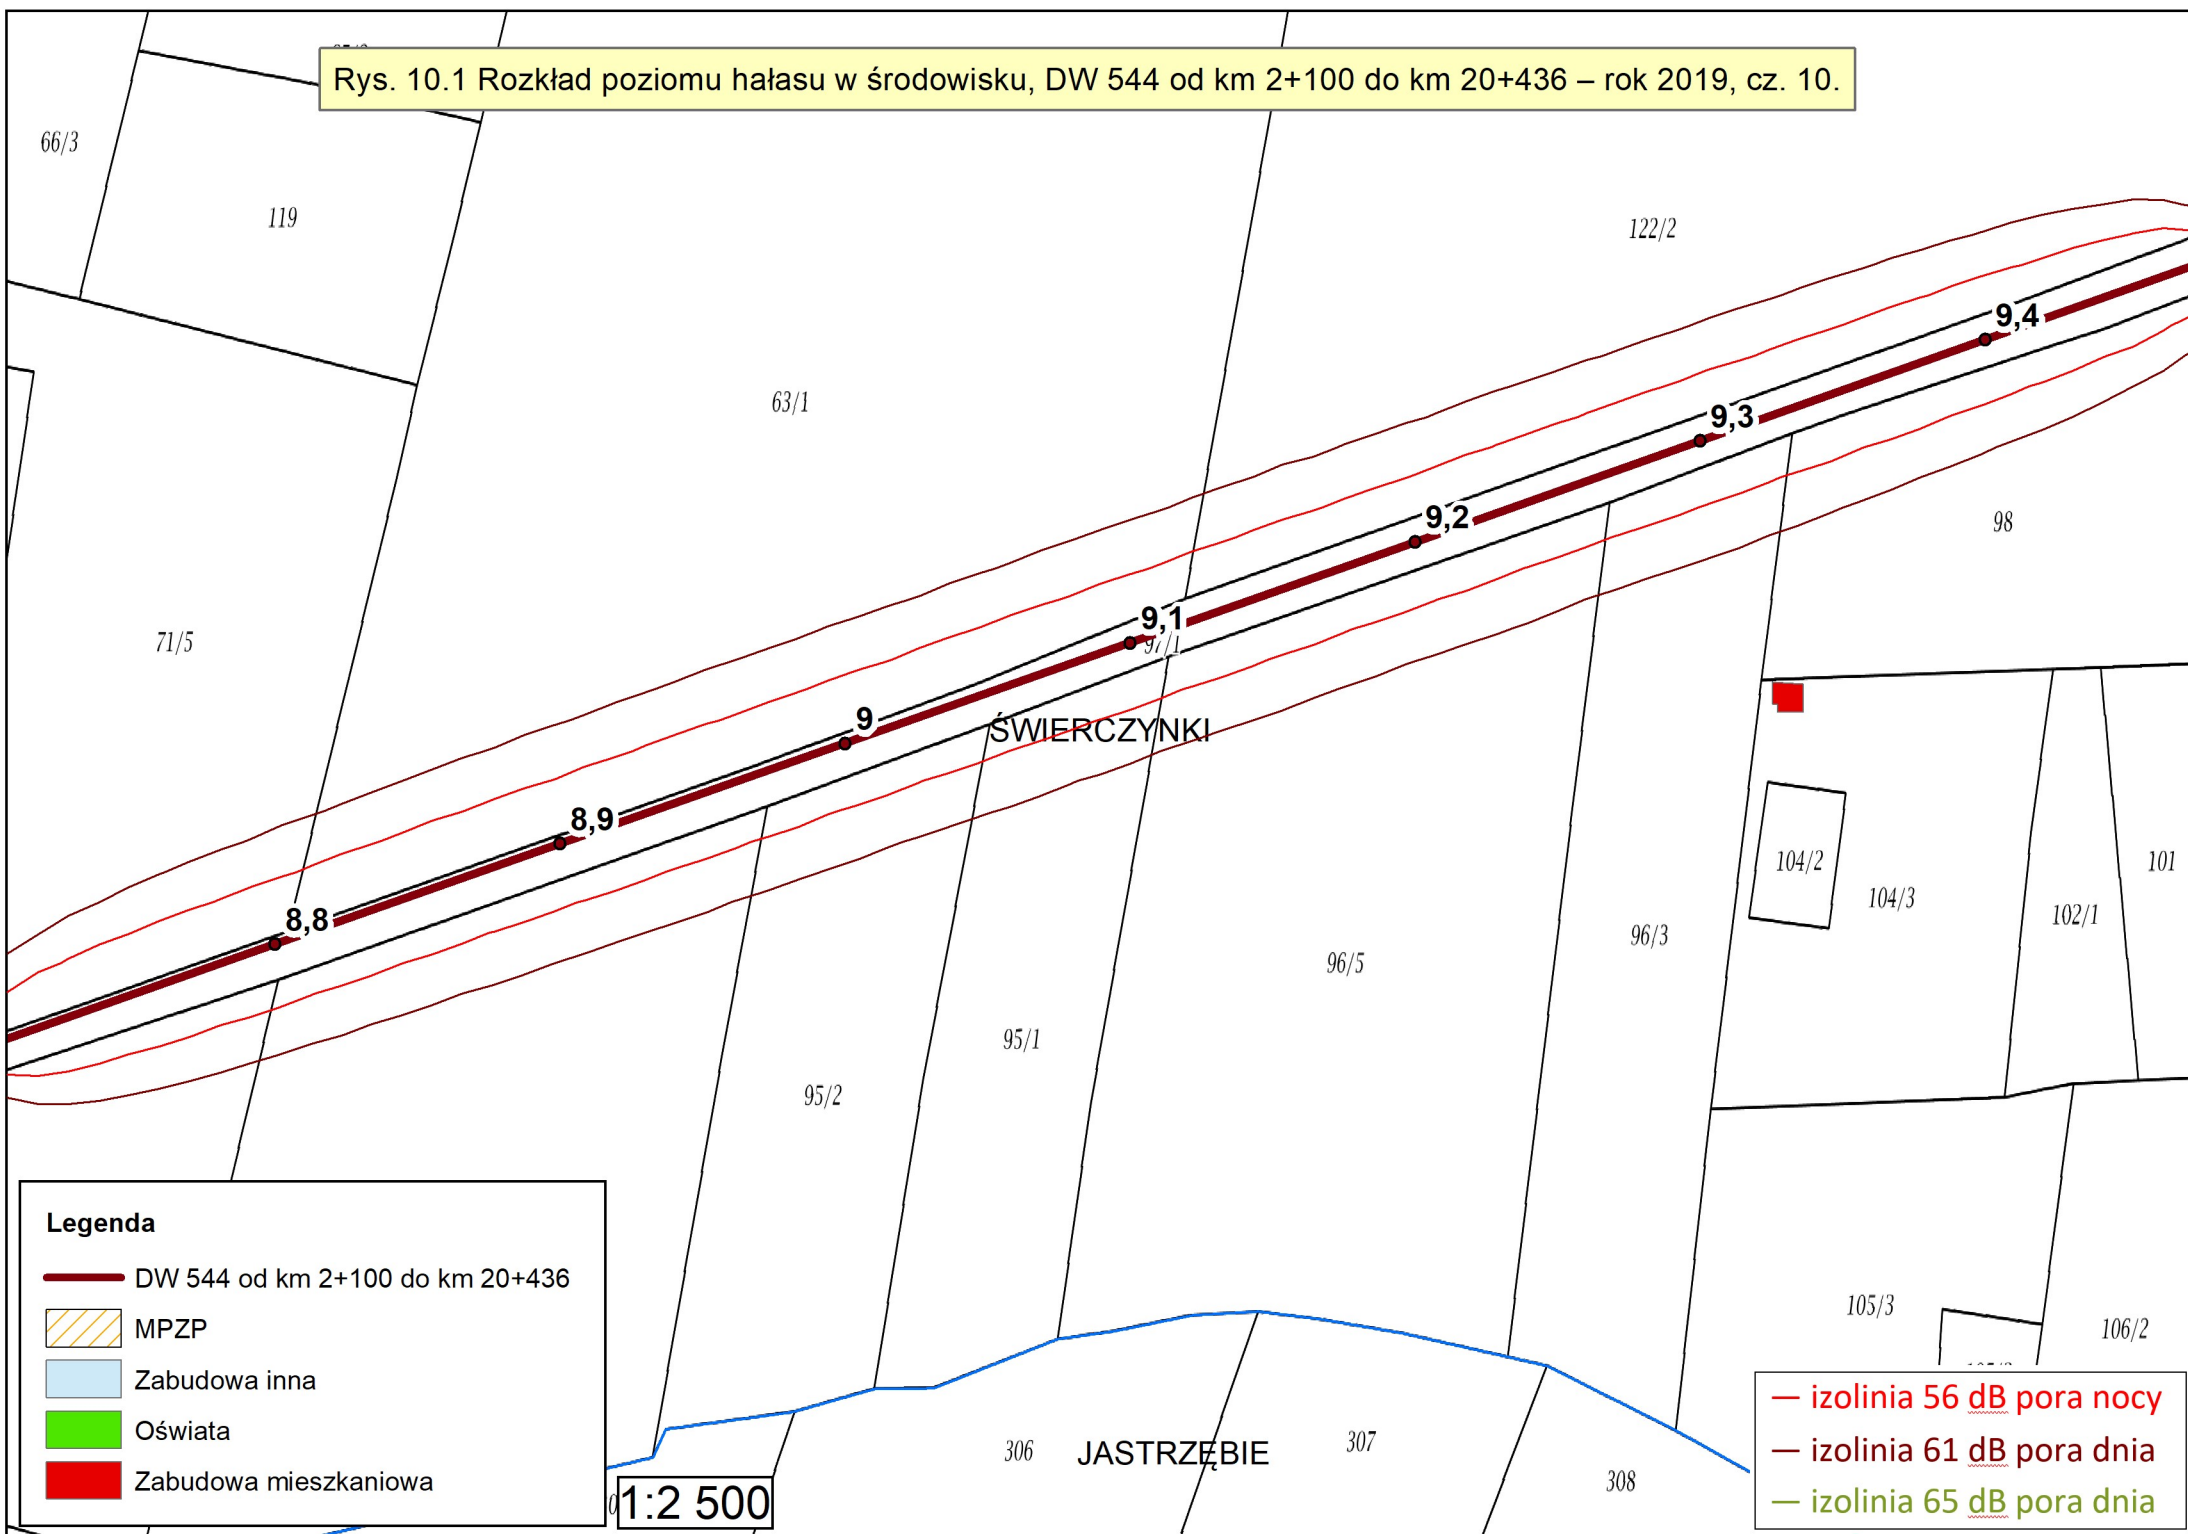 Rys. 10.1 Rozkład poziomu hałasu w środowisku, DW 544 od km 2+100 do km 20+436 – rok 2019, cz. 10.
66/3
119
122/2
9,4
63/1
9,3
9,2
98
9,1
97/1
71/5
9
ŚWIERCZYNKI
8,9
104/2
101
104/3
8,8
102/1
96/3
96/5
95/1
95/2
Legenda
DW 544 od km 2+100 do km 20+436
MPZP
Zabudowa inna
Oświata
Zabudowa mieszkaniowa
105/3
106/2
306
JASTRZĘBIE
307
308
1:2 500
izolinia 56 dB pora nocy
izolinia 61 dB pora dnia
izolinia 65 dB pora dnia